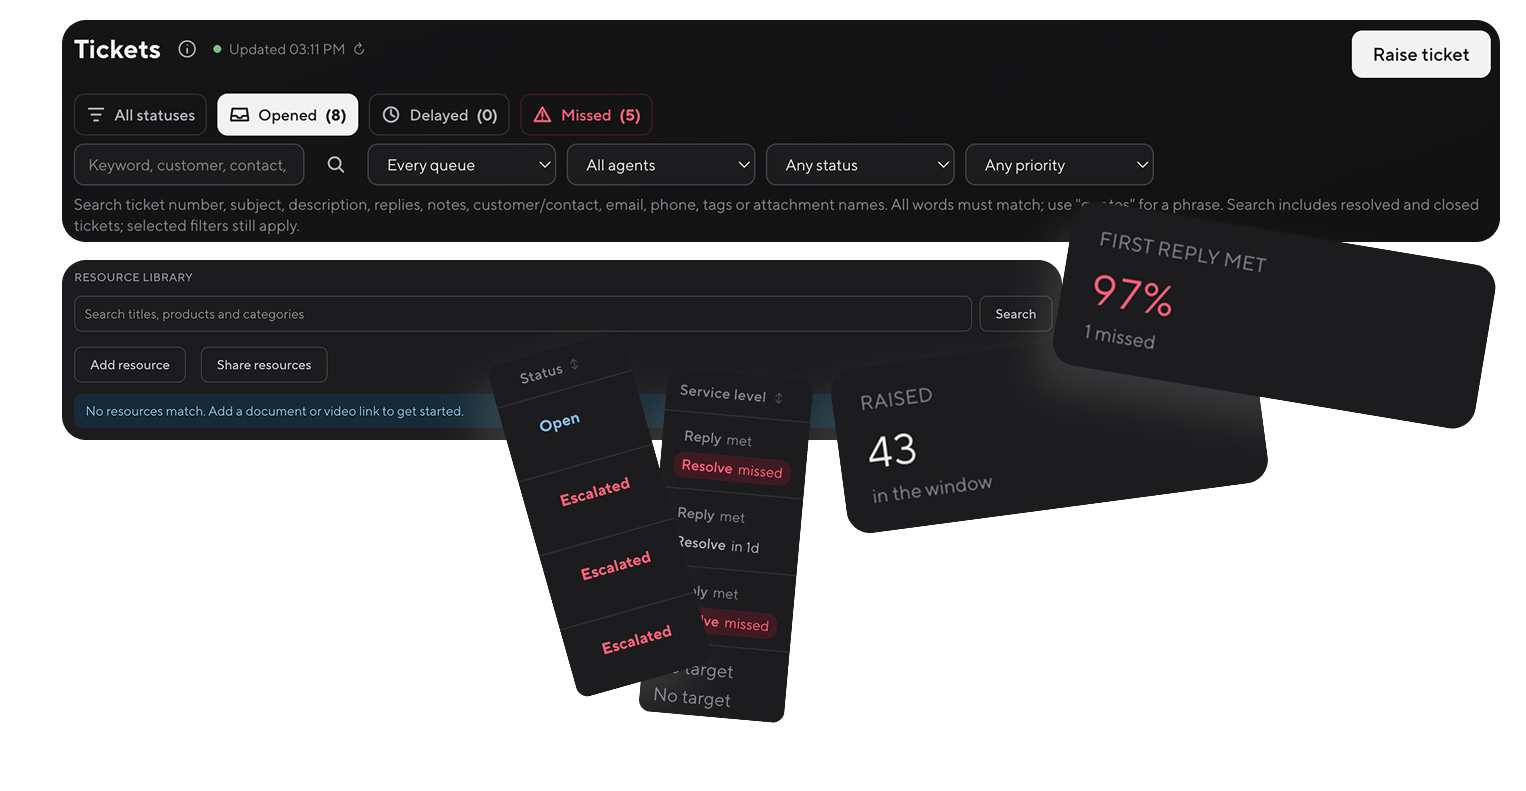 Tickets
Updated 03:11 PM
Raise ticket
All statuses
Opened (8)
Delayed (0)
Missed (5)
Keyword, customer, contact,
Every queue
All agents
Any status
Any priority
Search ticket number, subject, description, replies, notes, customer/contact, email, phone, tags or attachment names. All words must match; use "quotes" for a phrase. Search includes resolved and closed
tickets; selected filters still apply.
RESOURCE LIBRARY
Search titles, products and categories
Search
Add resource
Share resources
No resources match. Add a document or video link to get started.
Status
Open
Escalated
Escalated
Escalated
Service level
Reply met
Resolve missed
Reply met
Resolve in 1d
met
missed
target
No target
RAISED
43
in the window
FIRST REPLY MET
97%
1 missed